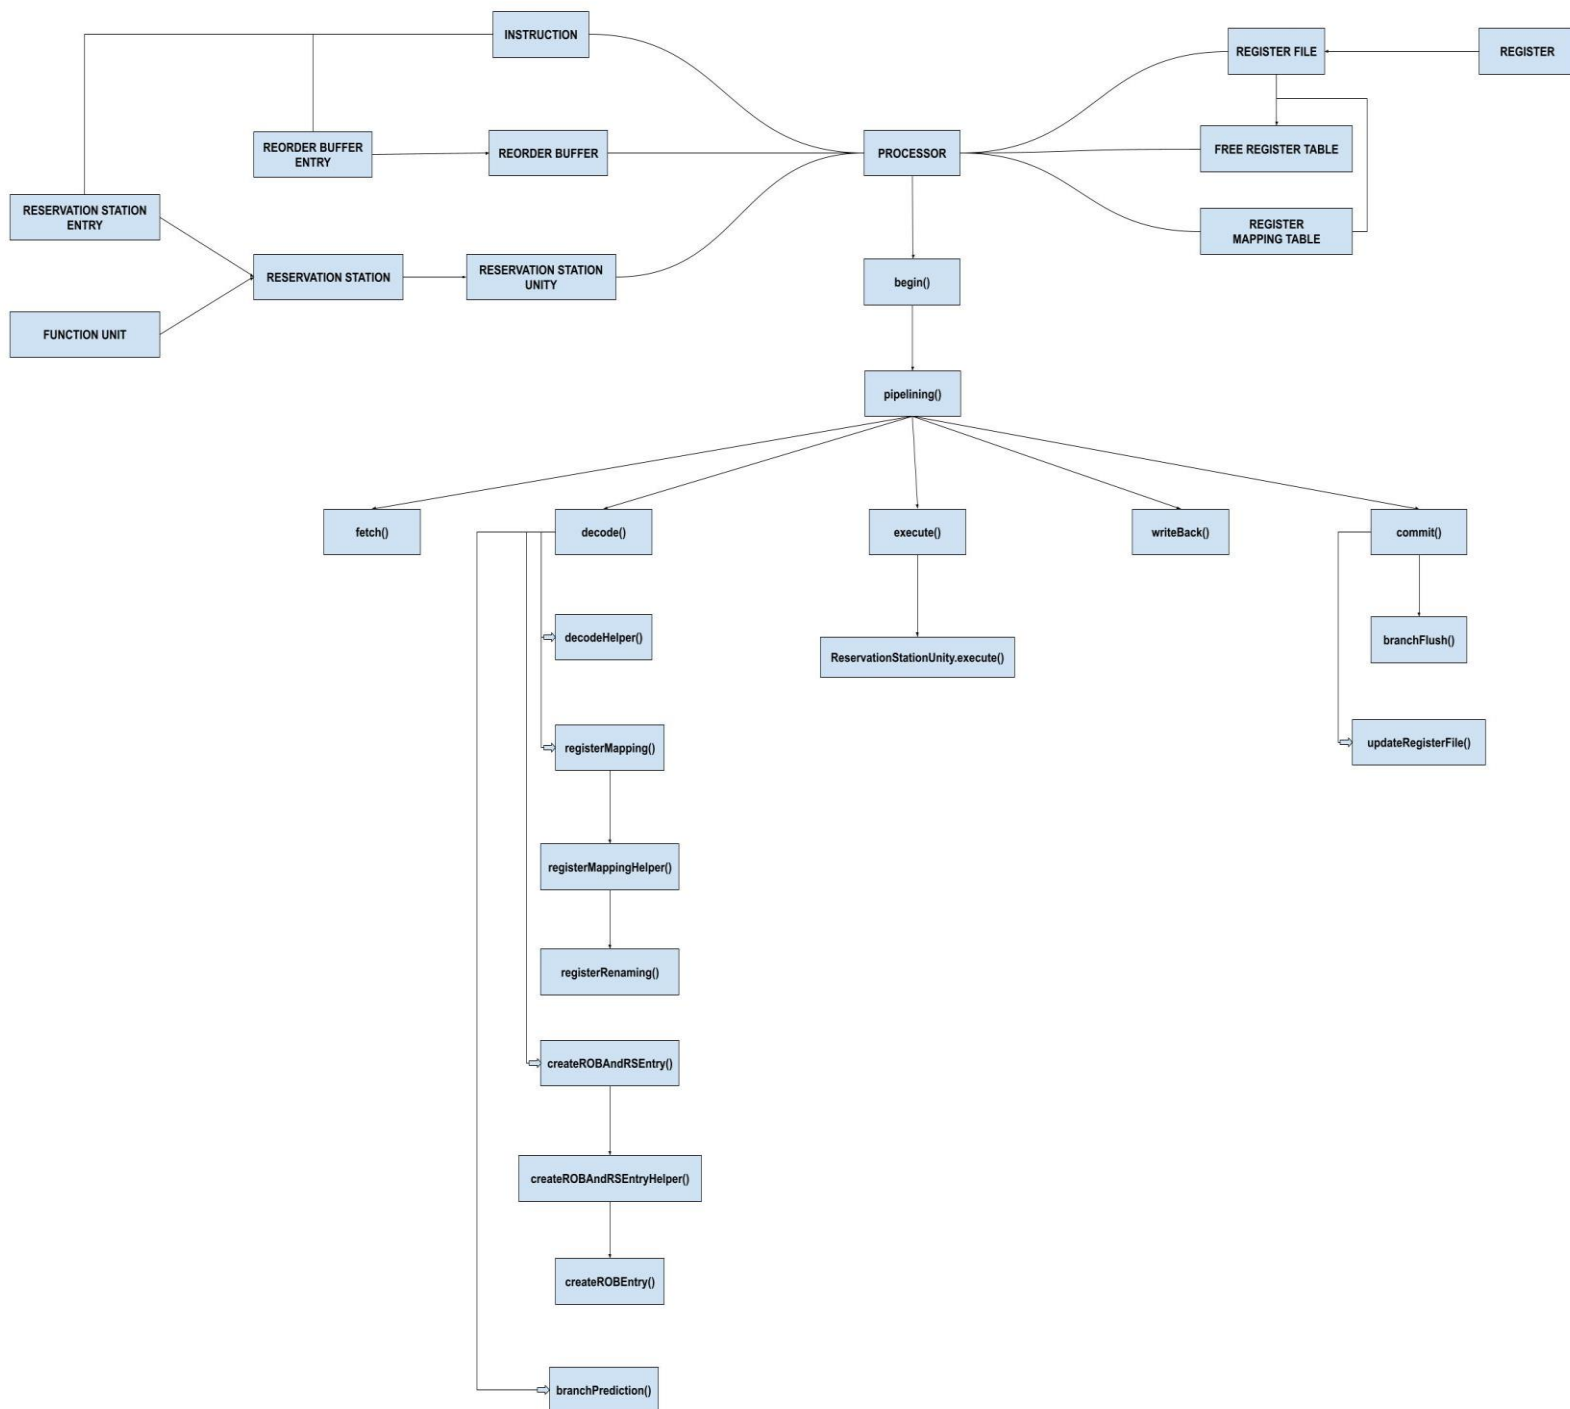 INSTRUCTION
REGISTER FILE
REGISTER
REORDER BUFFER
ENTRY
REORDER BUFFER
PROCESSOR
FREE REGISTER TABLE
RESERVATION STATION
ENTRY
REGISTER
MAPPING TABLE
RESERVATION STATION
RESERVATION STATION
UNITY
begin()
FUNCTION UNIT
pipelining()
fetch()
decode()
execute()
writeBack()
commit()
decodeHelper()
ReservationStationUnity.execute()
branchFlush()
registerMapping()
updateRegisterFile()
registerMappingHelper()
registerRenaming()
createROBAndRSEntry()
createROBAndRSEntryHelper()
createROBEntry()
branchPrediction()